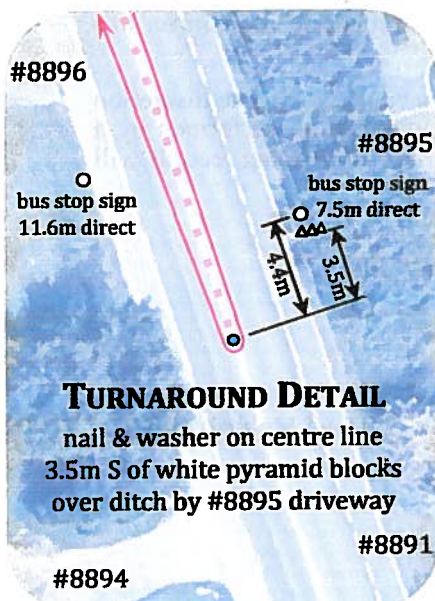 #8896
#8895
bus stop sign
7.5m direct
bus stop sign
11.6m direct
4.4m
3.5m
TURNAROUND DETAIL
nail & washer on centre line
3.5m S of white pyramid blocks
over ditch by #8895 driveway
#8891
#8894